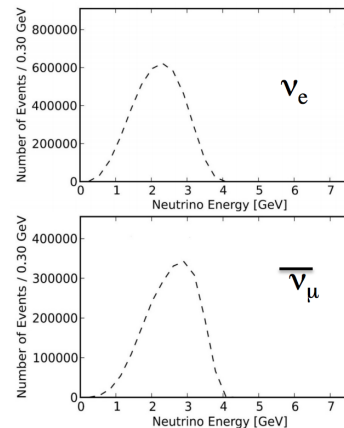 Number of Events / 0.30 GeV
800000
600000
400000
200000
0
0 1 2 3 4 5 6 7
Neutrino Energy [GeV]
νe
Number of Events / 0.30 GeV
400000
300000
200000
100000
0
0 1 2 3 4 5 6 7
Neutrino Energy [GeV]
ν̅μ